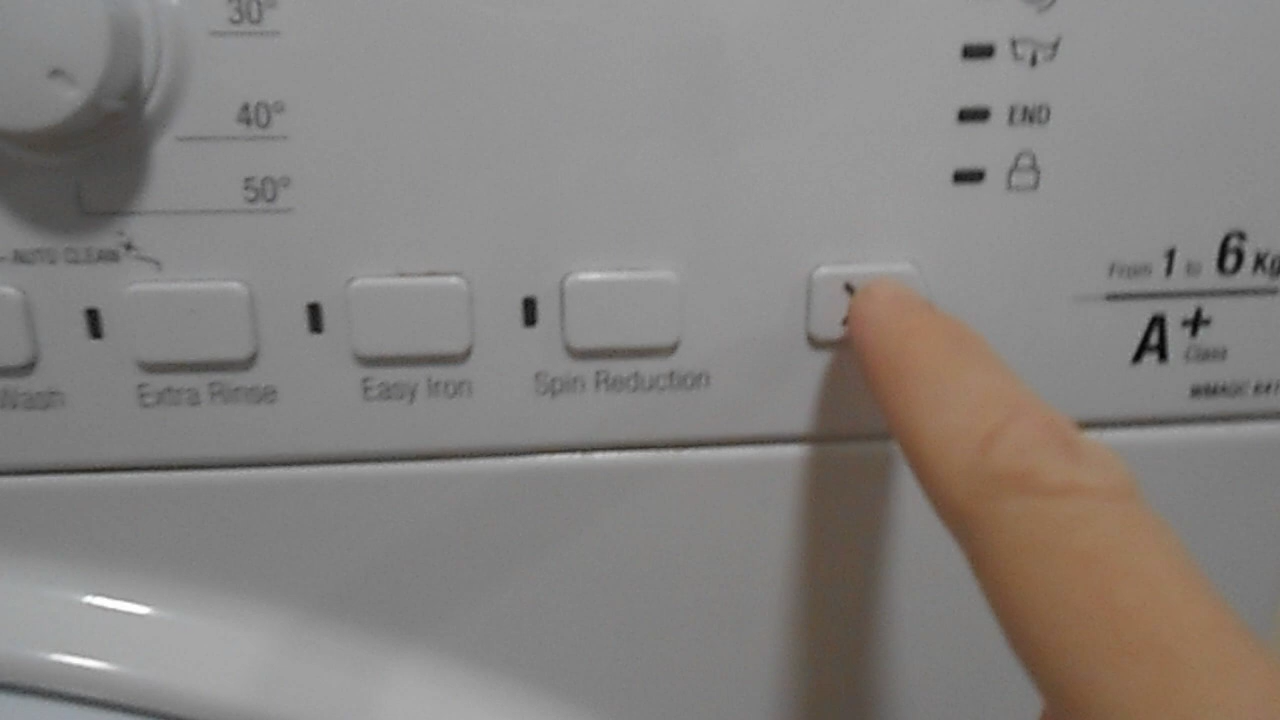 30°
40°
END
50°
AUTO CLEAN
From 1 to 6 Kg
A+
Class
Wash
Extra Rinse
Easy Iron
Spin Reduction